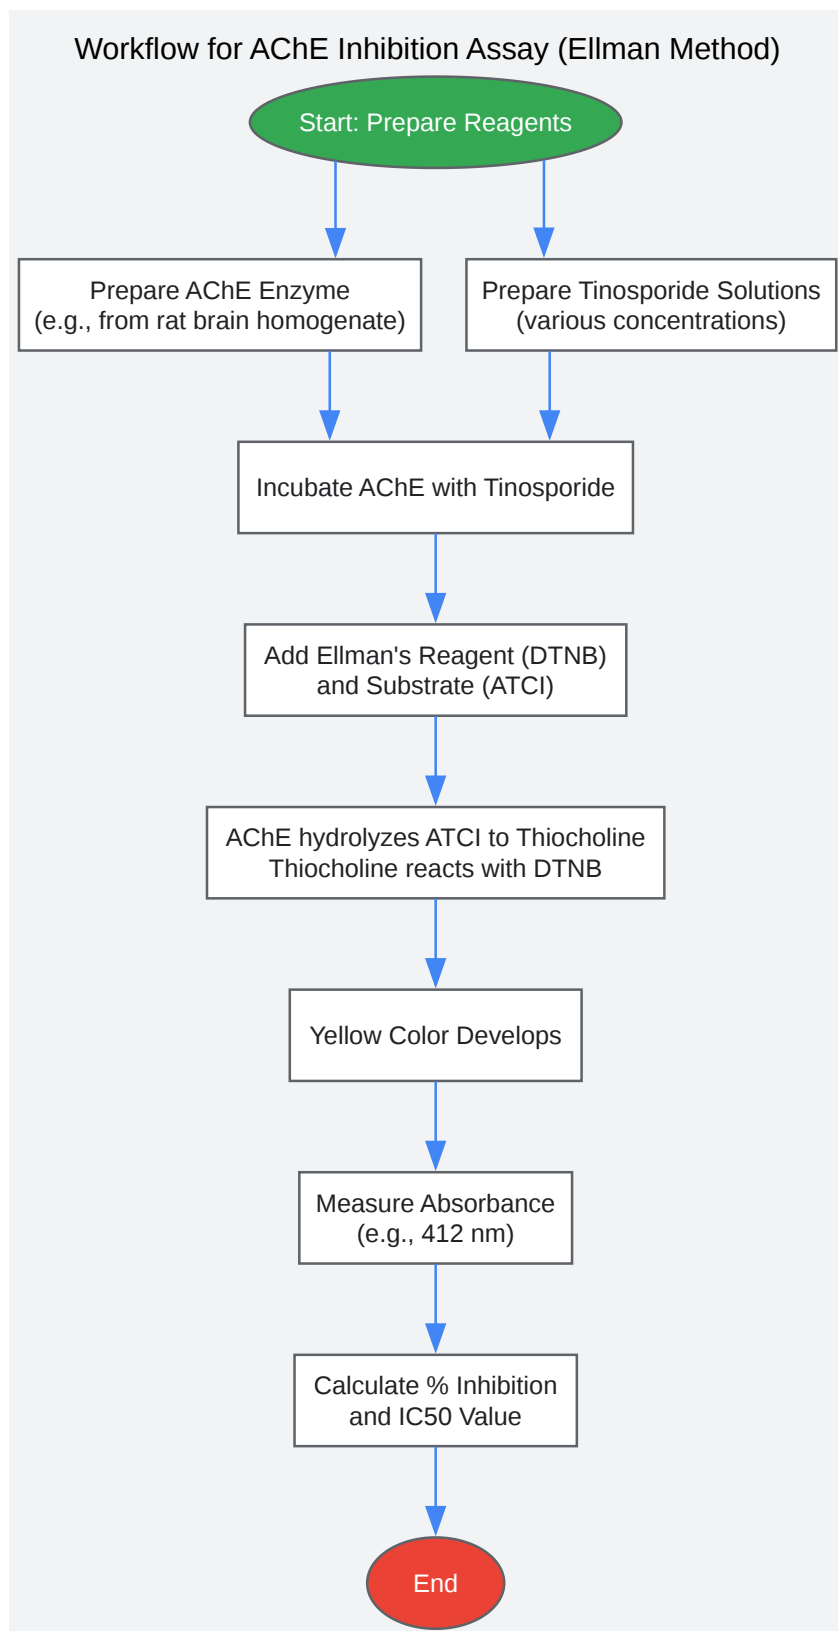 Workflow for AChE Inhibition Assay (Ellman Method)
Start: Prepare Reagents
Prepare AChE Enzyme
(e.g., from rat brain homogenate)
Prepare Tinosporide Solutions
(various concentrations)
Incubate AChE with Tinosporide
Add Ellman's Reagent (DTNB)
and Substrate (ATCI)
AChE hydrolyzes ATCI to Thiocholine
Thiocholine reacts with DTNB
Yellow Color Develops
Measure Absorbance
(e.g., 412 nm)
Calculate % Inhibition
and IC50 Value
End